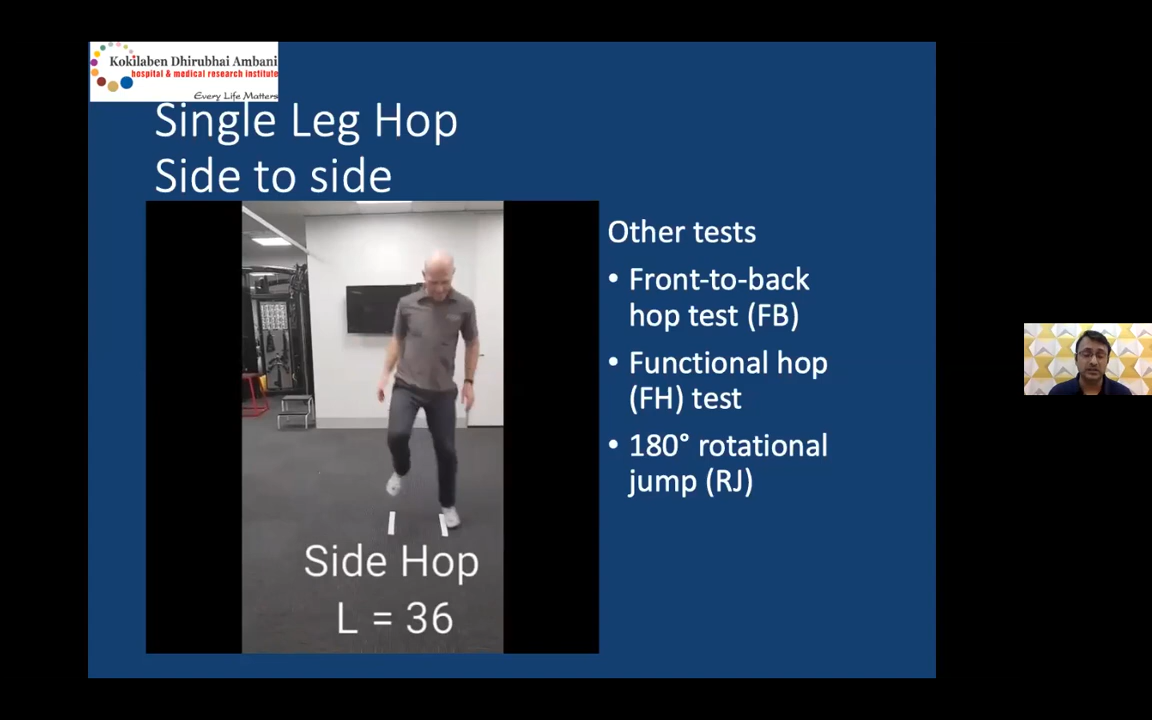 Kokilaben Dhirubhai Ambani
hospital & medical research institute
Every Life Matters
Single Leg Hop
Side to side
Other tests
• Front-to-back
hop test (FB)
• Functional hop
(FH) test
• 180° rotational
jump (RJ)
Side Hop
L = 36